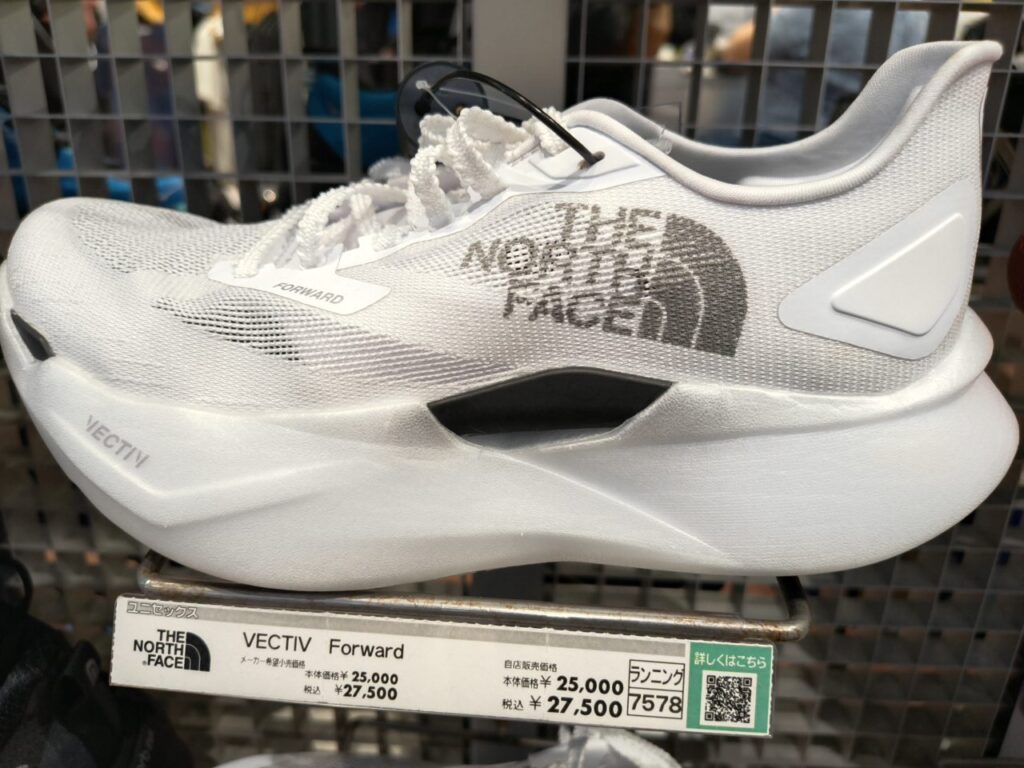 THE
NORTH
FACE
FORWARD
VECTIV
ユニセックス
THE
NORTH
FACE
VECTIV Forward
メーカー希望小売価格
本体価格¥ 25,000
税込 ¥27,500
自店販売価格
本体価格¥ 25,000
税込 ¥ 27,500
ランニング
7578
詳しくはこちら